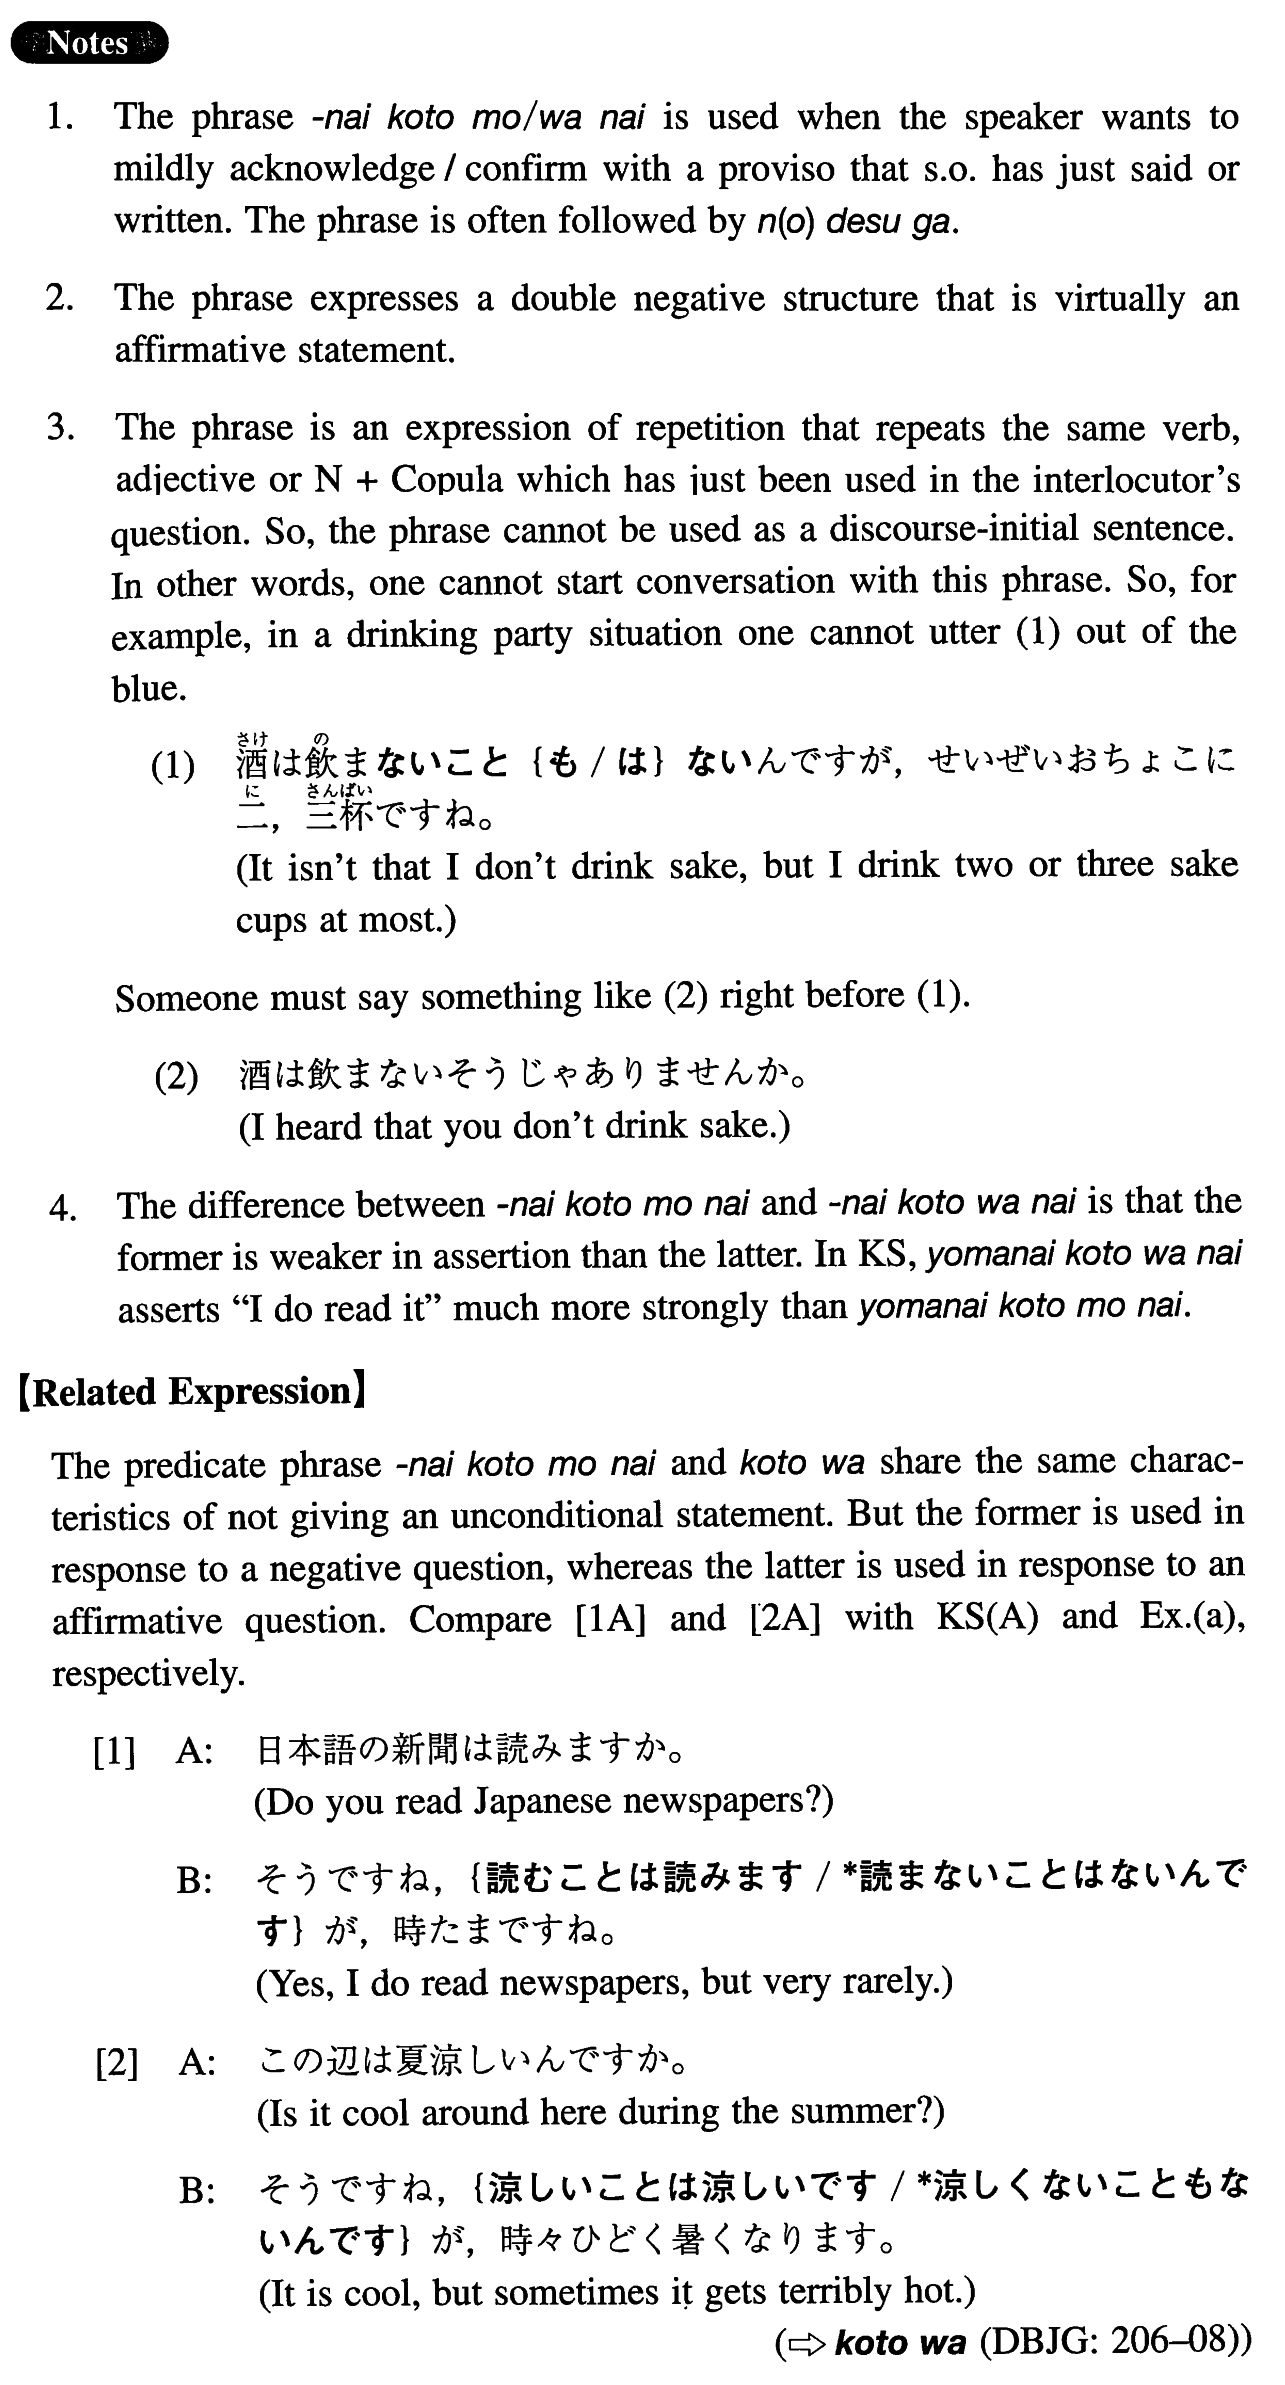 Notes
1. The phrase -nai koto mo/wa nai is used when the speaker wants to
mildly acknowledge / confirm with a proviso that s.o. has just said or
written. The phrase is often followed by n(o) desu ga.
2. The phrase expresses a double negative structure that is virtually an
affirmative statement.
3. The phrase is an expression of repetition that repeats the same verb,
adjective or N + Copula which has just been used in the interlocutor's
question. So, the phrase cannot be used as a discourse-initial sentence.
In other words, one cannot start conversation with this phrase. So, for
example, in a drinking party situation one cannot utter (1) out of the
blue.
さけ の
(1) 酒は飲まないこと {も / は} ないんですが，せいぜいおちょこに
に さんばい
二，三杯ですね。
(It isn't that I don't drink sake, but I drink two or three sake
cups at most.)
Someone must say something like (2) right before (1).
(2) 酒は飲まないそうじゃありませんか。
(I heard that you don't drink sake.)
4. The difference between -nai koto mo nai and -nai koto wa nai is that the
former is weaker in assertion than the latter. In KS, yomanai koto wa nai
asserts “I do read it” much more strongly than yomanai koto mo nai.
【Related Expression】
The predicate phrase -nai koto mo nai and koto wa share the same charac-
teristics of not giving an unconditional statement. But the former is used in
response to a negative question, whereas the latter is used in response to an
affirmative question. Compare [1A] and [2A] with KS(A) and Ex.(a),
respectively.
[1] A: 日本語の新聞は読みますか。
(Do you read Japanese newspapers?)
B: そうですね，{読むことは読みます / *読まないことはないんで
す} が，時たまですね。
(Yes, I do read newspapers, but very rarely.)
[2] A: この辺は夏涼しいんですか。
(Is it cool around here during the summer?)
B: そうですね，{涼しいことは涼しいです / *涼しくないこともな
いんです} が，時々ひどく暑くなります。
(It is cool, but sometimes it gets terribly hot.)
(⇨ koto wa (DBJG: 206–08))